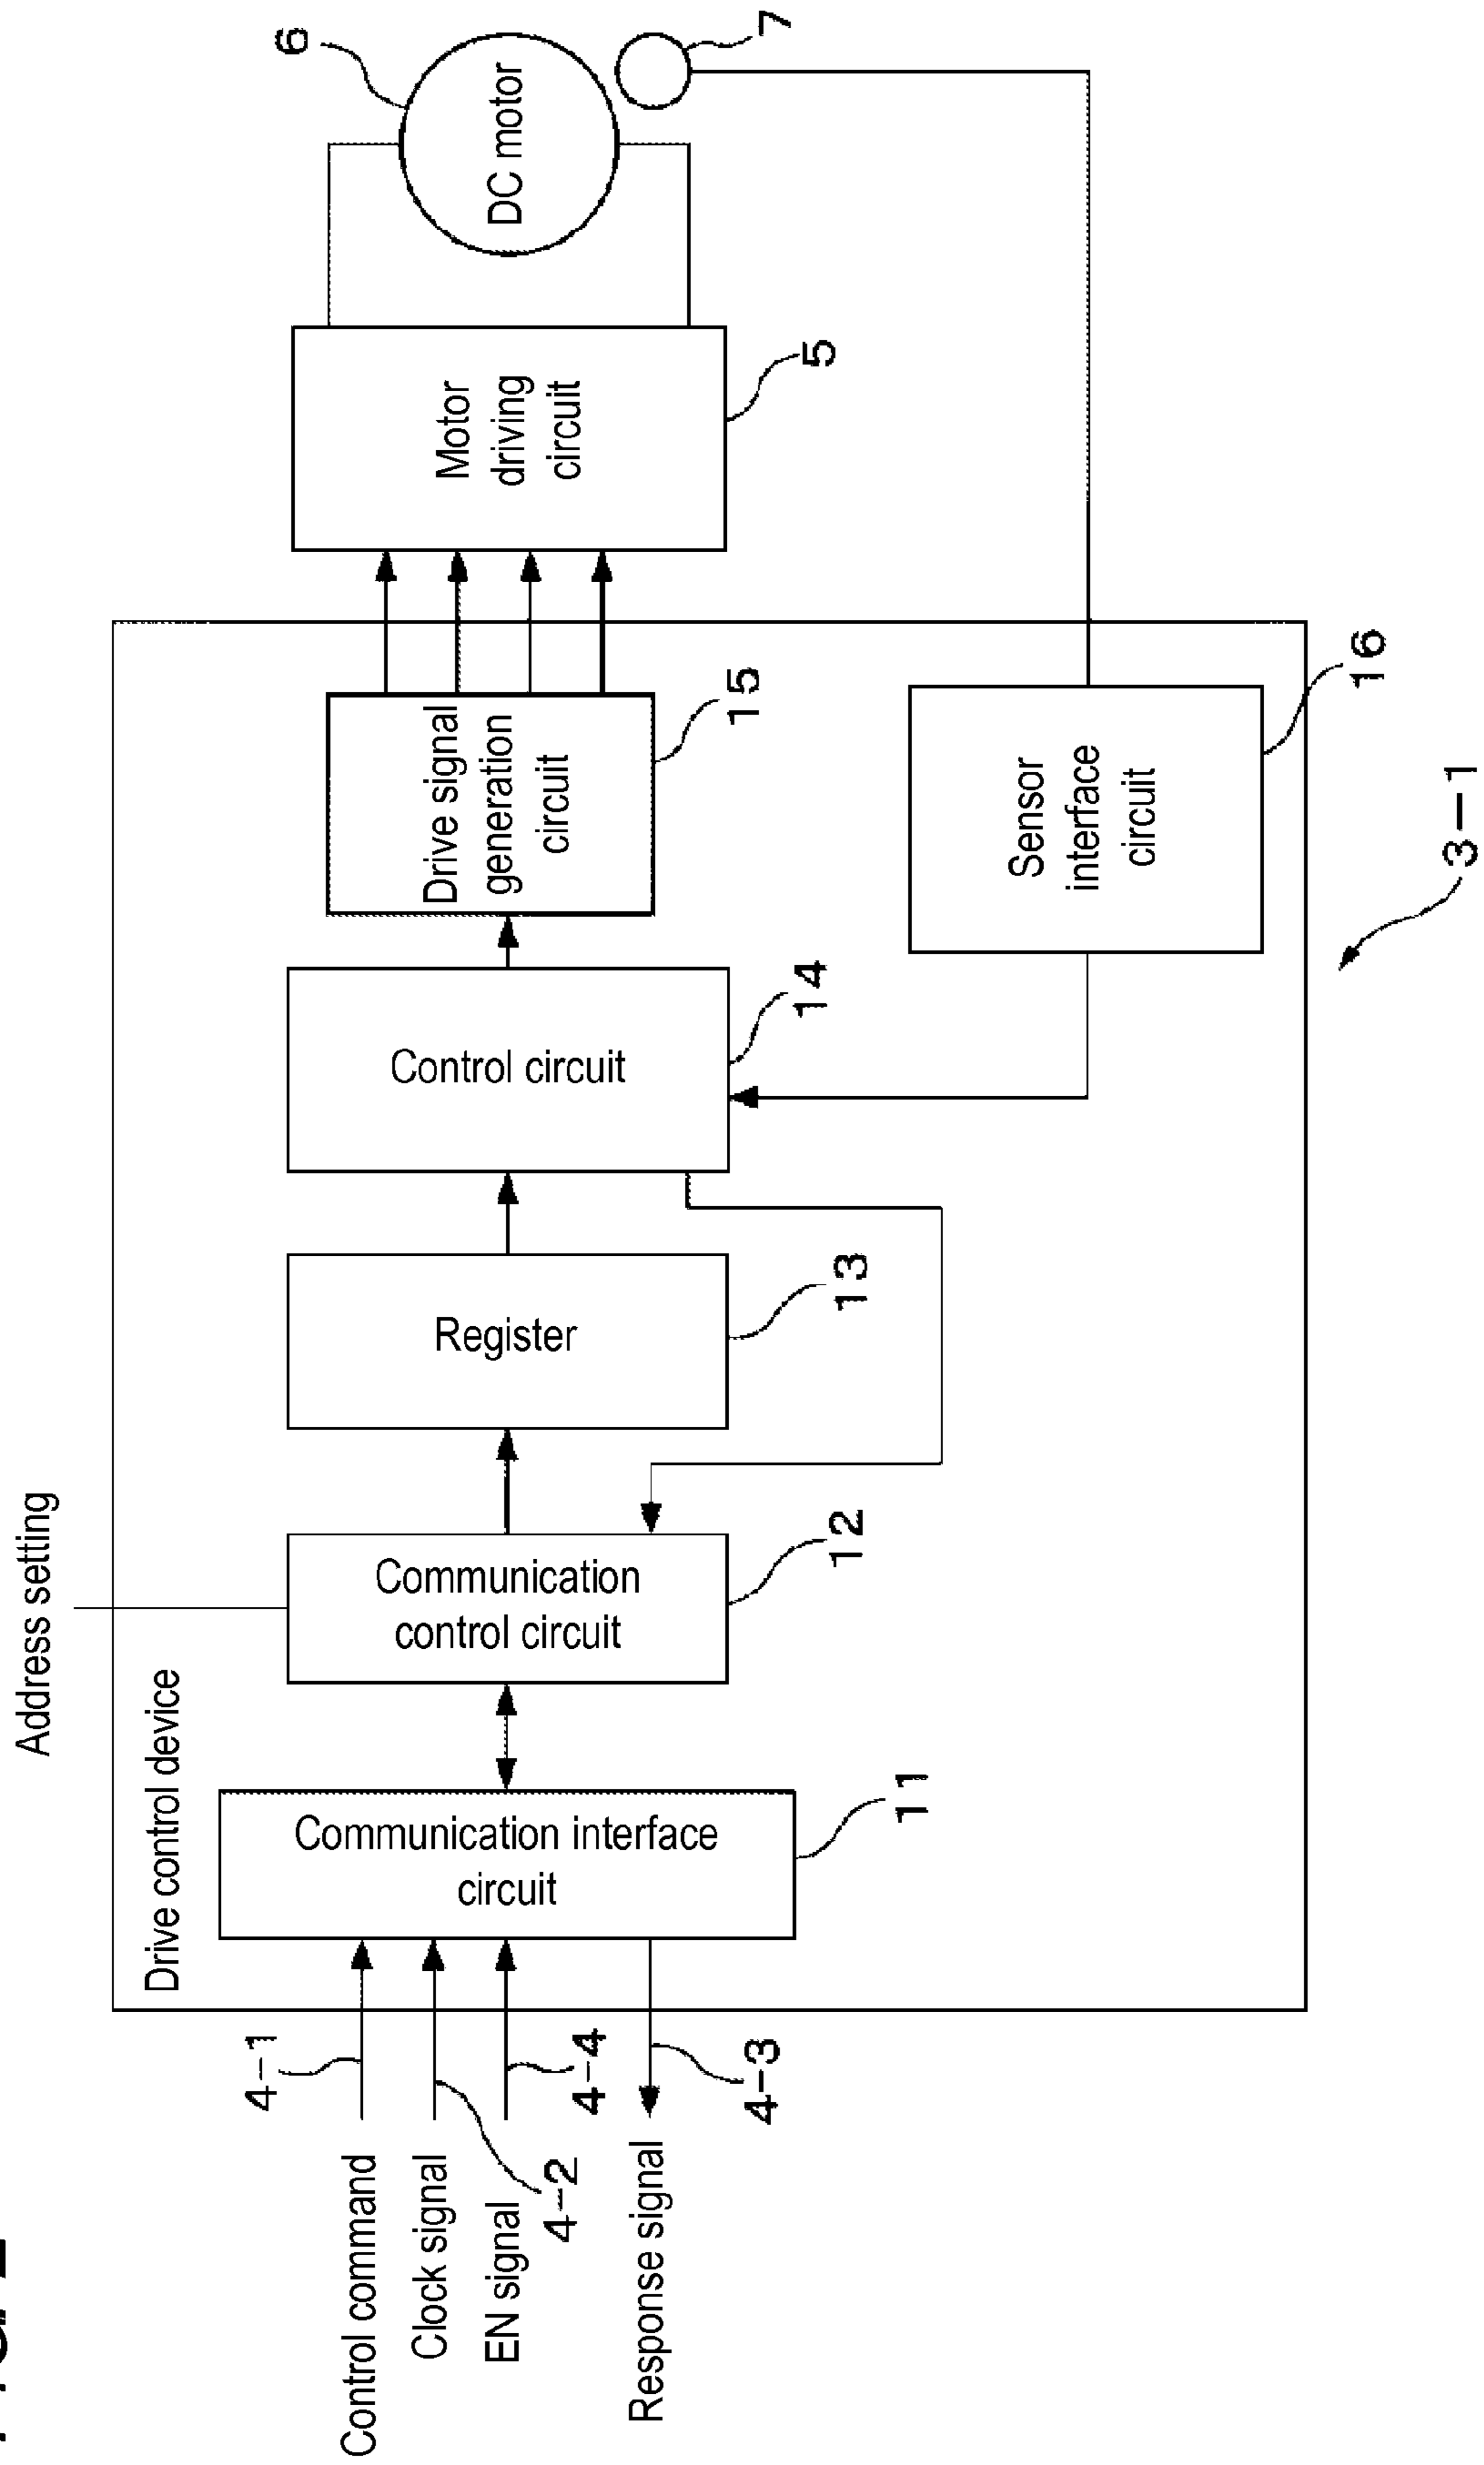 Address setting
Drive control device
6
DC motor
7
Motor
driving
circuit
5
Drive signal
generation
circuit
15
Control circuit
14
Register
13
Communication
control circuit
12
Communication interface
circuit
11
Sensor
interface
circuit
16
3-1
Control command
4-1
Clock signal
4-2
EN signal
4-4
Response signal
4-3